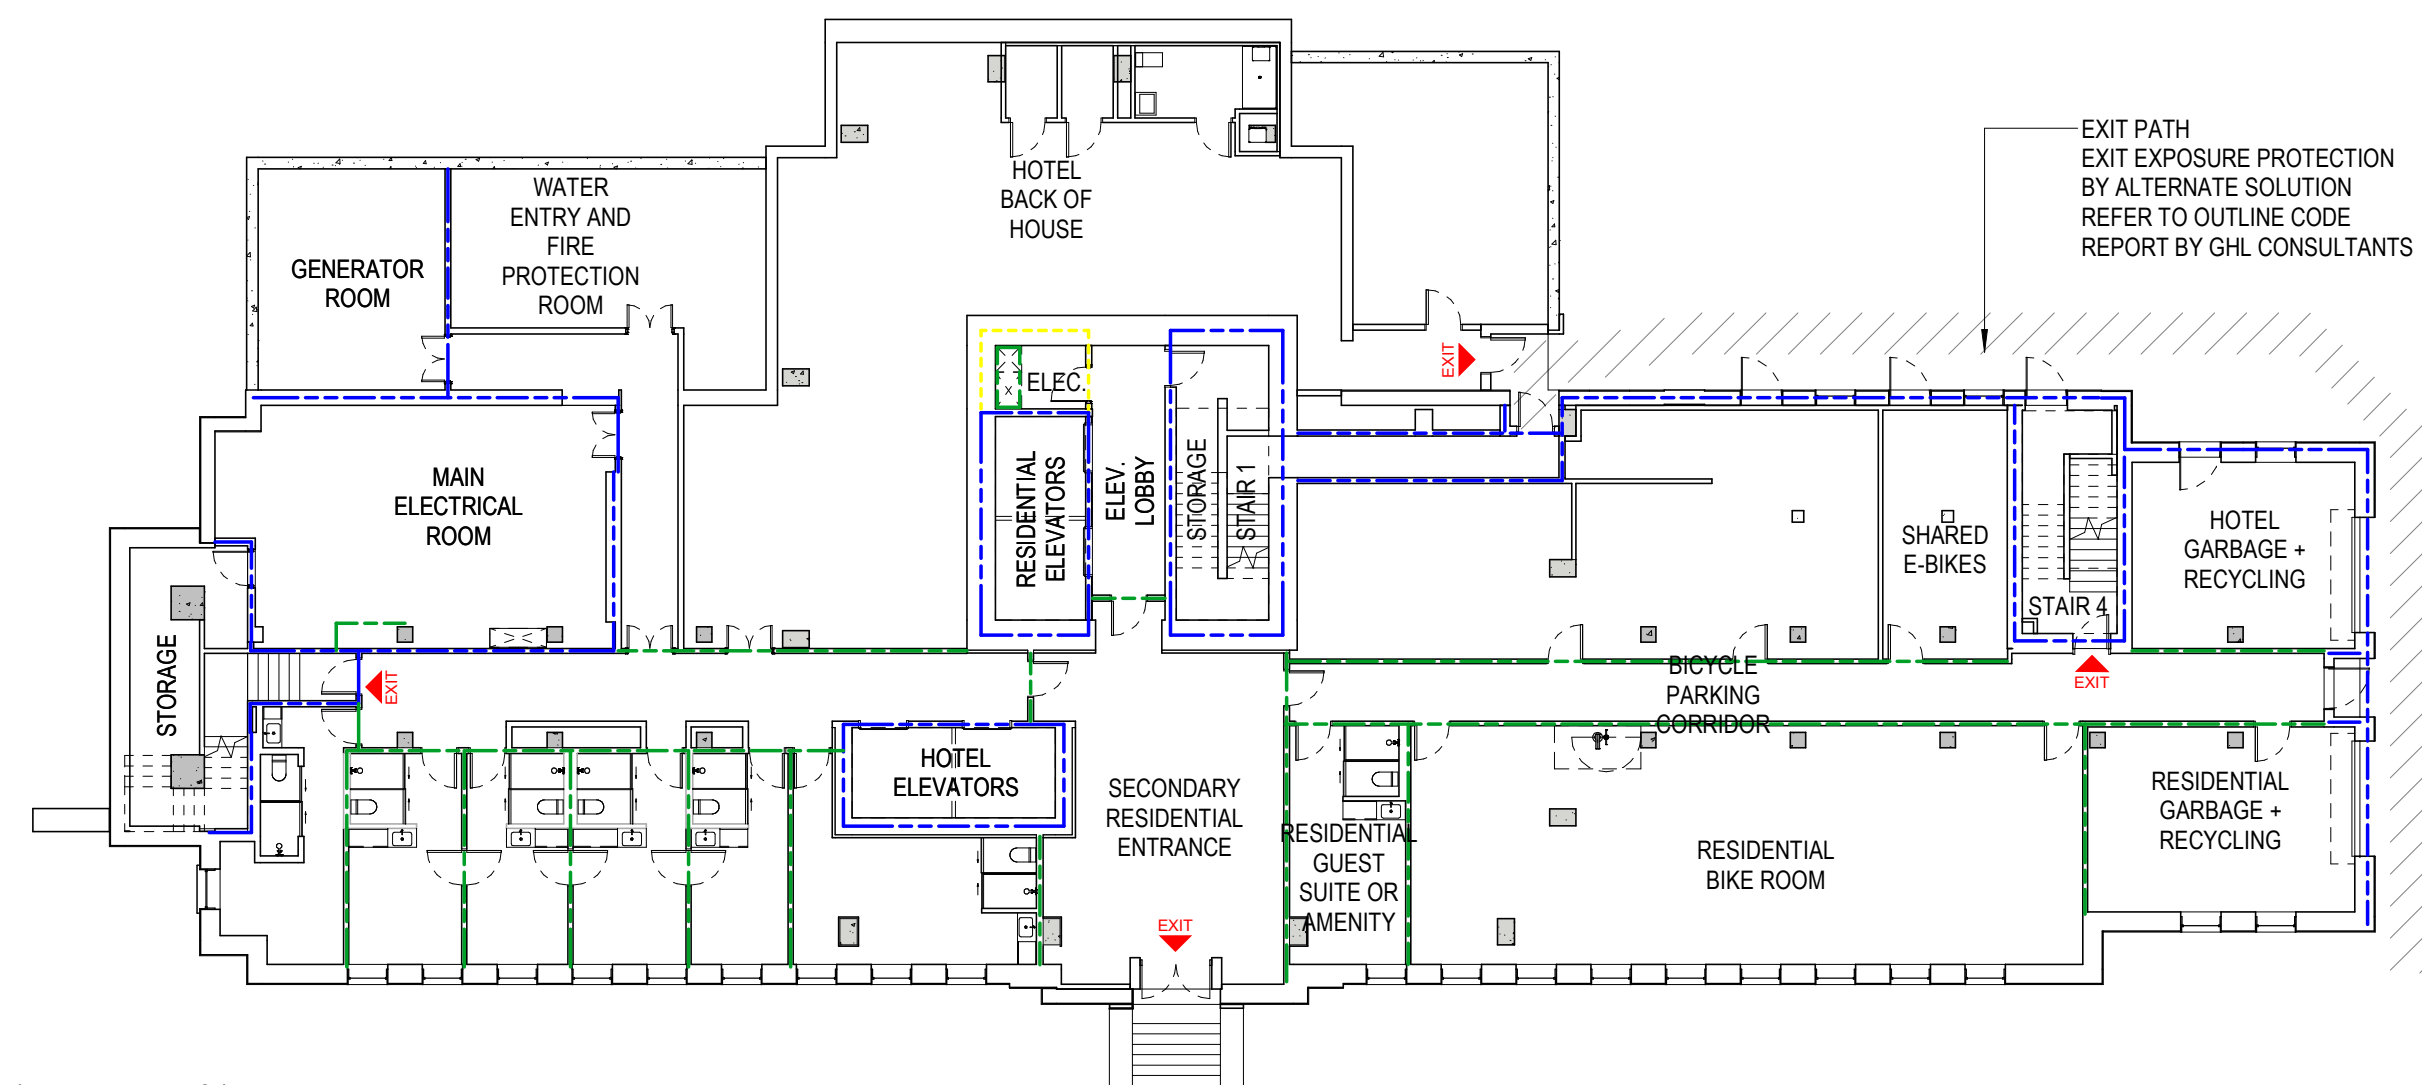 EXIT PATH
EXIT EXPOSURE PROTECTION
BY ALTERNATE SOLUTION
REFER TO OUTLINE CODE
REPORT BY GHL CONSULTANTS
HOTEL
BACK OF
HOUSE
WATER
ENTRY AND
FIRE
PROTECTION
ROOM
GENERATOR
ROOM
EXIT
ELEC.
MAIN
ELECTRICAL
ROOM
RESIDENTIAL
ELEVATORS
ELEV.
LOBBY
STORAGE
STAIR 1
SHARED
E-BIKES
STAIR 4
HOTEL
GARBAGE +
RECYCLING
STORAGE
EXIT
BICYCLE
PARKING
CORRIDOR
EXIT
HOTEL
ELEVATORS
SECONDARY
RESIDENTIAL
ENTRANCE
RESIDENTIAL
GUEST
SUITE OR
AMENITY
RESIDENTIAL
BIKE ROOM
RESIDENTIAL
GARBAGE +
RECYCLING
EXIT